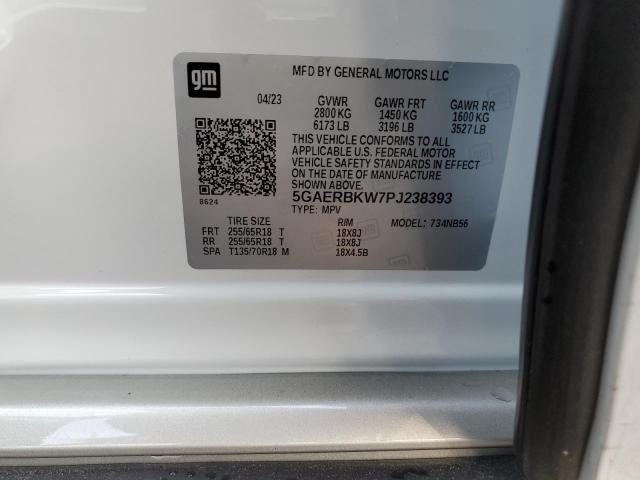 gm
MFD BY GENERAL MOTORS LLC
04/23 GVWR GAWR FRT GAWR RR
2800 KG 1450 KG 1600 KG
6173 LB 3196 LB 3527 LB
THIS VEHICLE CONFORMS TO ALL
APPLICABLE U.S. FEDERAL MOTOR
VEHICLE SAFETY STANDARDS IN EFFECT
ON THE DATE OF MANUFACTURE
SHOWN ABOVE.
5GAERBKW7PJ238393
8624
TYPE: MPV MODEL: 734NB56
TIRE SIZE RIM
FRT 255/65R18 T 18X8J
RR 255/65R18 T 18X8J
SPA T135/70R18 M 18X4.5B